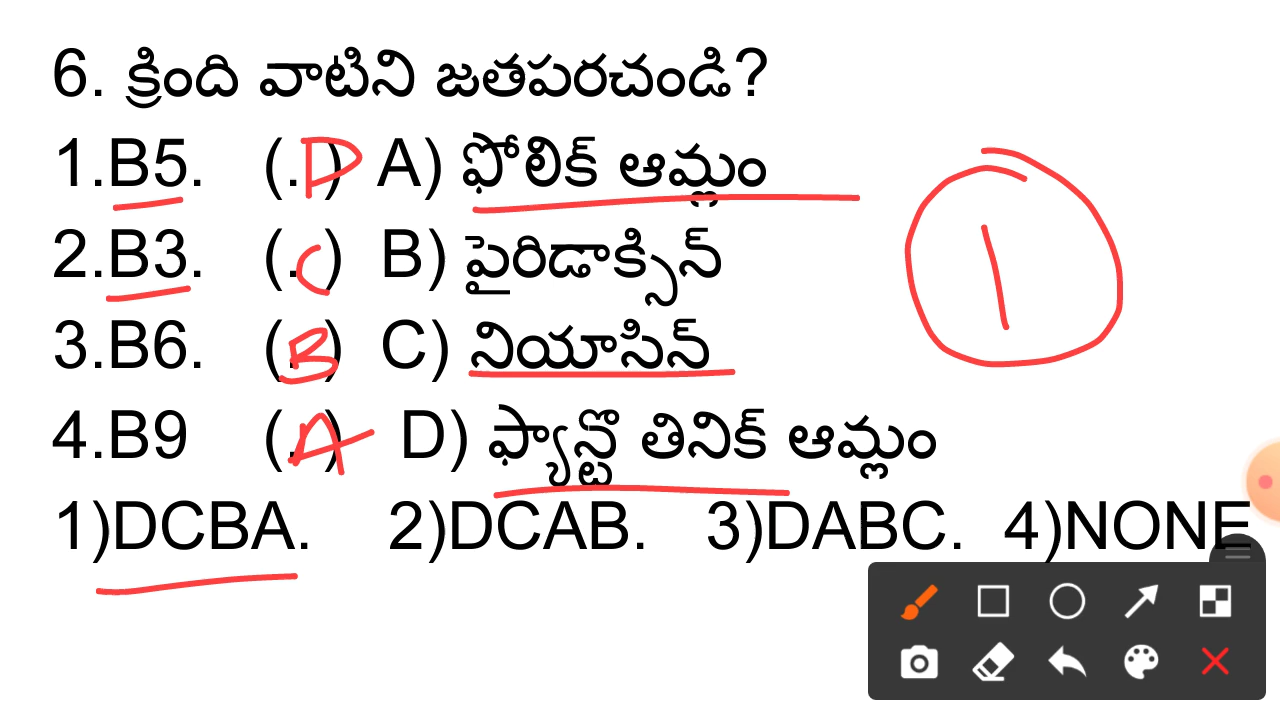 6. క్రింది వాటిని జతపరచండి?
1.B5. (.D) A) ఫోలిక్ ఆమ్లం
2.B3. (.C) B) పైరిడాక్సిన్
3.B6. (.B) C) నియాసిన్
4.B9 (.A) D) ఫ్యాన్టొ తినిక్ ఆమ్లం
1)DCBA. 2)DCAB. 3)DABC. 4)NONE
1